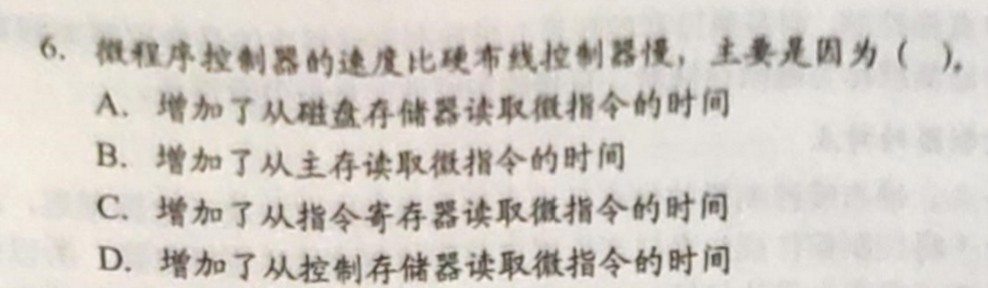 6. 微程序控制器的速度比硬布线控制器慢，主要是因为（ ）。
A. 增加了从磁盘存储器读取微指令的时间
B. 增加了从主存读取微指令的时间
C. 增加了从指令寄存器读取微指令的时间
D. 增加了从控制存储器读取微指令的时间